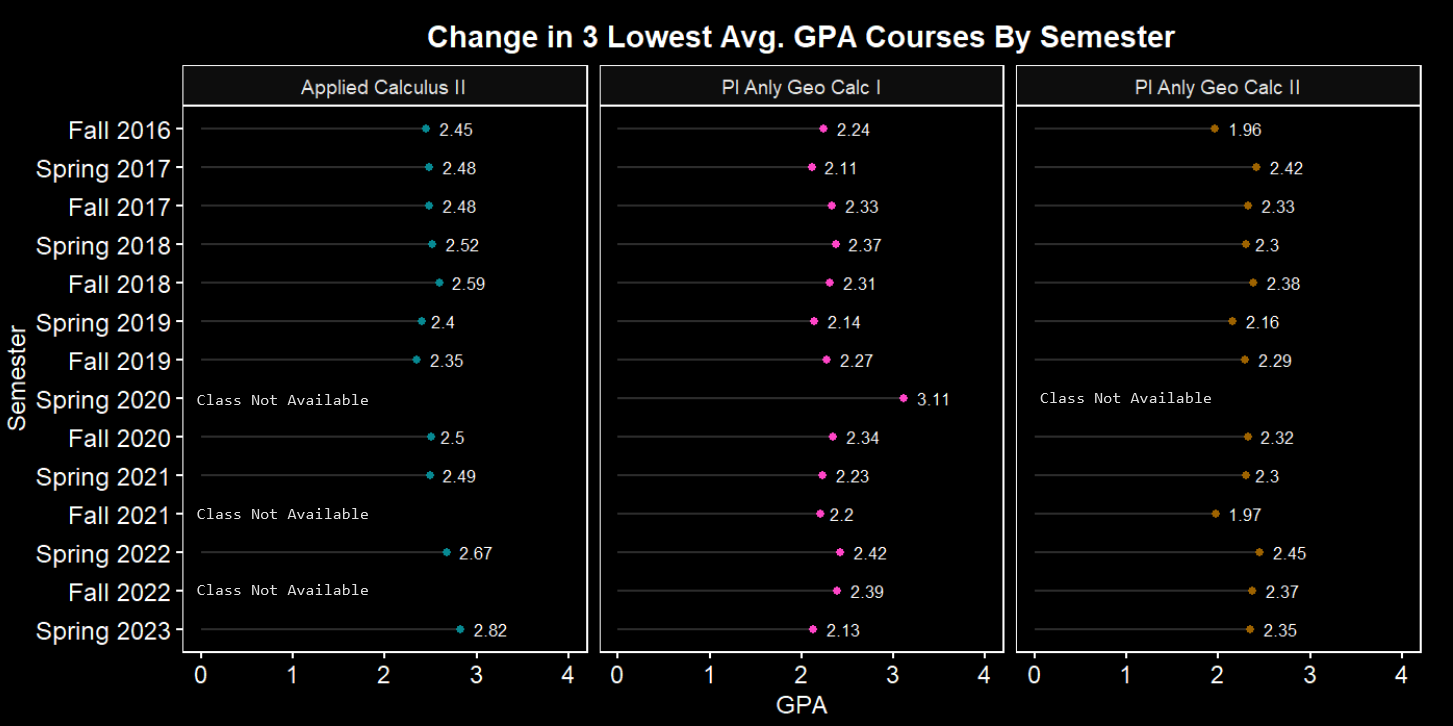 Change in 3 Lowest Avg. GPA Courses By Semester
Applied Calculus II Pl Anly Geo Calc I Pl Anly Geo Calc II
Fall 2016 2.45 2.24 1.96
Spring 2017 2.48 2.11 2.42
Fall 2017 2.48 2.33 2.33
Spring 2018 2.52 2.37 2.3
Fall 2018 2.59 2.31 2.38
Spring 2019 2.4 2.14 2.16
Fall 2019 2.35 2.27 2.29
Spring 2020 Class Not Available 3.11 Class Not Available
Fall 2020 2.5 2.34 2.32
Spring 2021 2.49 2.23 2.3
Fall 2021 Class Not Available 2.2 1.97
Spring 2022 2.67 2.42 2.45
Fall 2022 Class Not Available 2.39 2.37
Spring 2023 2.82 2.13 2.35
Semester
0 1 2 3 4 0 1 2 3 4 0 1 2 3 4
GPA